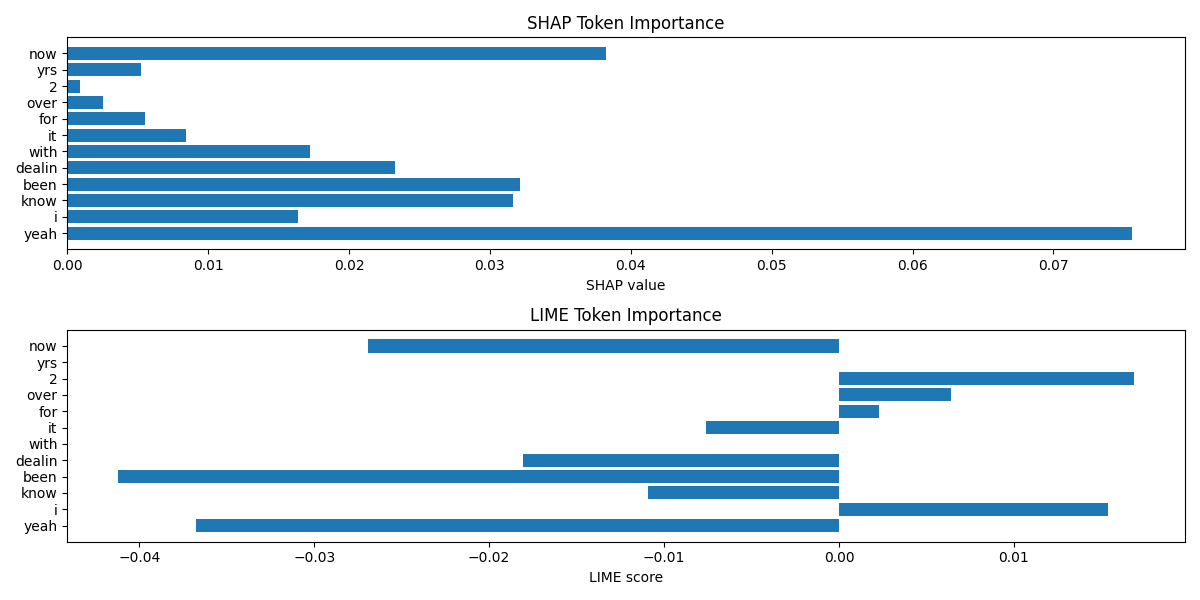 SHAP Token Importance
now
yrs
2
over
for
it
with
dealin
been
know
i
yeah
0.00 0.01 0.02 0.03 0.04 0.05 0.06 0.07
SHAP value
LIME Token Importance
now
yrs
2
over
for
it
with
dealin
been
know
i
yeah
−0.04 −0.03 −0.02 −0.01 0.00 0.01
LIME score